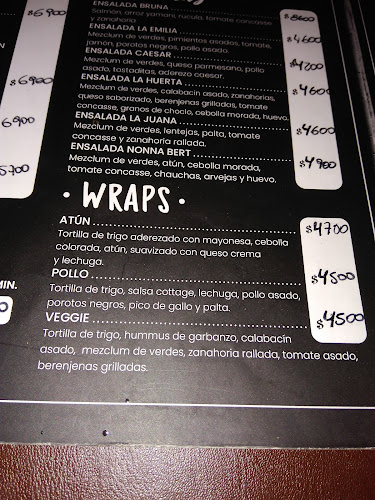 ENSALADA BRUNA $8600
Salmón, arroz yamaní, rúcula, tomate concasse
y zanahoria
ENSALADA LA EMILIA $4600
Mezclum de verdes, pimientos asados, tomate,
jamón, porotos negros, pollo asado.
ENSALADA CAESAR $4200
Mezclum de verdes, queso parmesano, pollo
asado, tostaditas, aderezo caesar.
ENSALADA LA HUERTA $4600
Mezclum de verdes, calabacín asado, zanahorias,
queso saborizado, berenjenas grilladas, tomate
concasse, granos de choclo, cebolla morada, huevo.
ENSALADA LA JUANA $4600
Mezclum de verdes, lentejas, palta, tomate
concasse y zanahoria rallada.
ENSALADA NONNA BERT $4900
Mezclum de verdes, atún, cebolla morada,
tomate concasse, chauchas, arvejas y huevo.
$6900
6.900
6.900
5700
MIN.
• WRAPS •
ATÚN $4700
Tortilla de trigo aderezado con mayonesa, cebolla
colorada, atún, suavizado con queso crema
y lechuga.
POLLO $4500
Tortilla de trigo, salsa cottage, lechuga, pollo asado,
porotos negros, pico de gallo y palta.
VEGGIE $4500
Tortilla de trigo, hummus de garbanzo, calabacín
asado, mezclum de verdes, zanahoria rallada, tomate asado,
berenjenas grilladas.